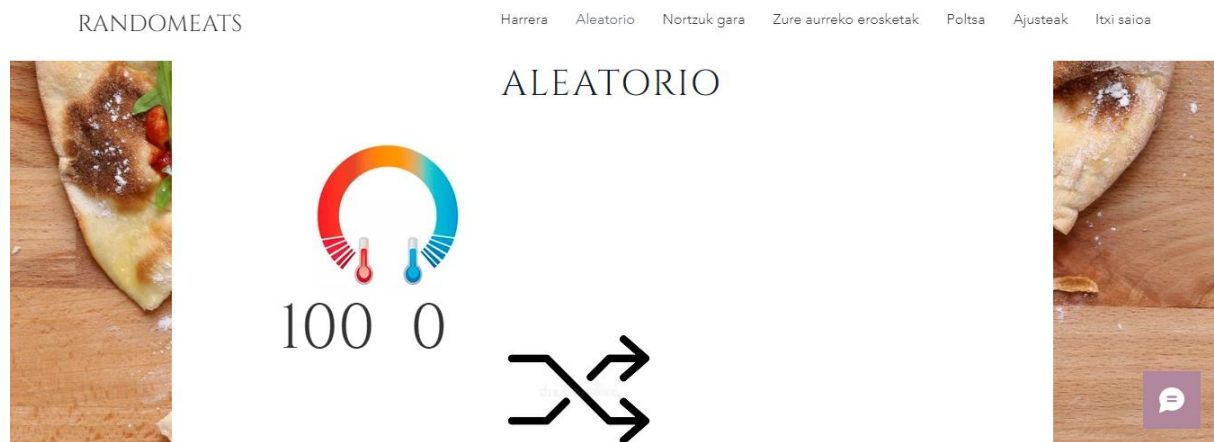 RANDOMEATS
Harrera Aleatorio Nortzuk gara Zure aurreko erosketak Poltsa Ajusteak Itxi saioa
ALEATORIO
100 0